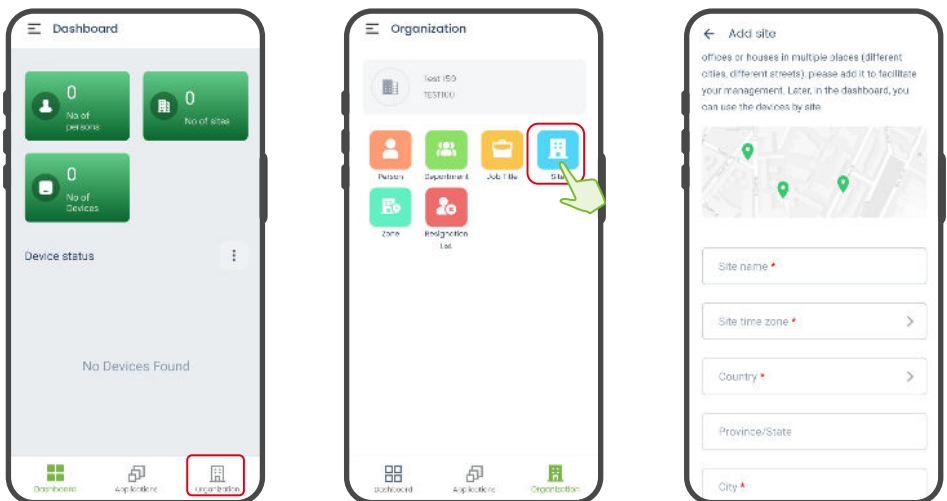 Dashboard
0
No of
persons
0
No of sites
0
No of
Devices
Device status
No Devices Found
Dashboard
Applications
Organization
Organization
Test 159
TEST100
Person
Department
Job Title
Site
Zone
Resignation
List
Dashboard
Applications
Organization
Add site
offices or houses in multiple places (different
cities, different streets), please add it to facilitate
your management. Later, in the dashboard, you
can use the devices by site
Site name *
Site time zone *
Country *
Province/State
City *